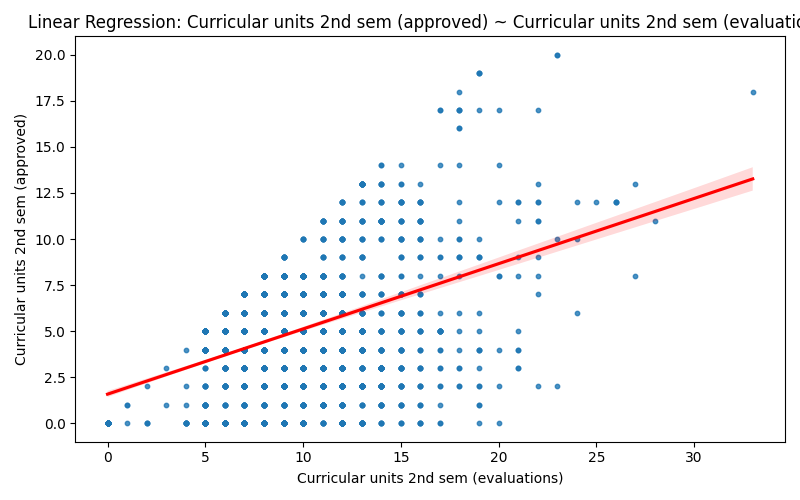 Linear Regression: Curricular units 2nd sem (approved) ~ Curricular units 2nd sem (evaluatio
20.0
17.5
15.0
12.5
10.0
7.5
5.0
2.5
0.0
Curricular units 2nd sem (approved)
0 5 10 15 20 25 30
Curricular units 2nd sem (evaluations)